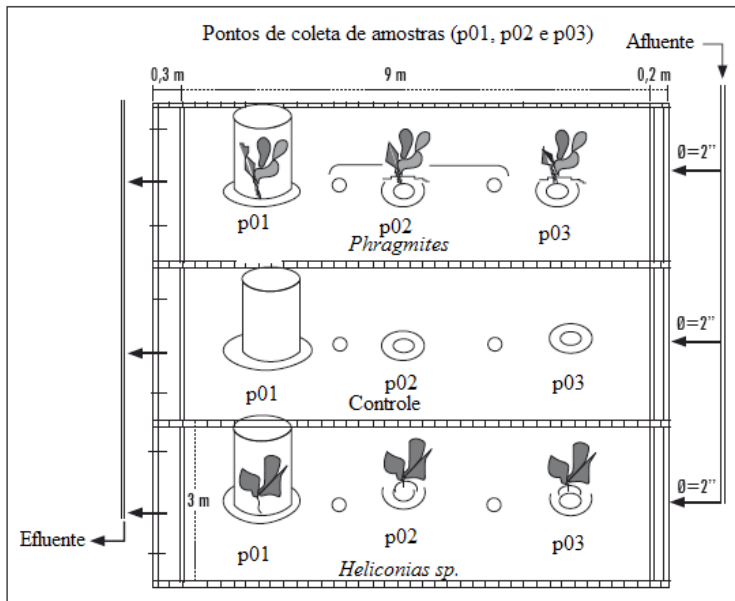 Pontos de coleta de amostras (p01, p02 e p03)
Afluente
0,3 m
9 m
0,2 m
Ø=2"
p01
p02
p03
Phragmites
Ø=2"
p01
p02
p03
Controle
Ø=2"
3 m
p01
p02
p03
Efluente
Heliconias sp.